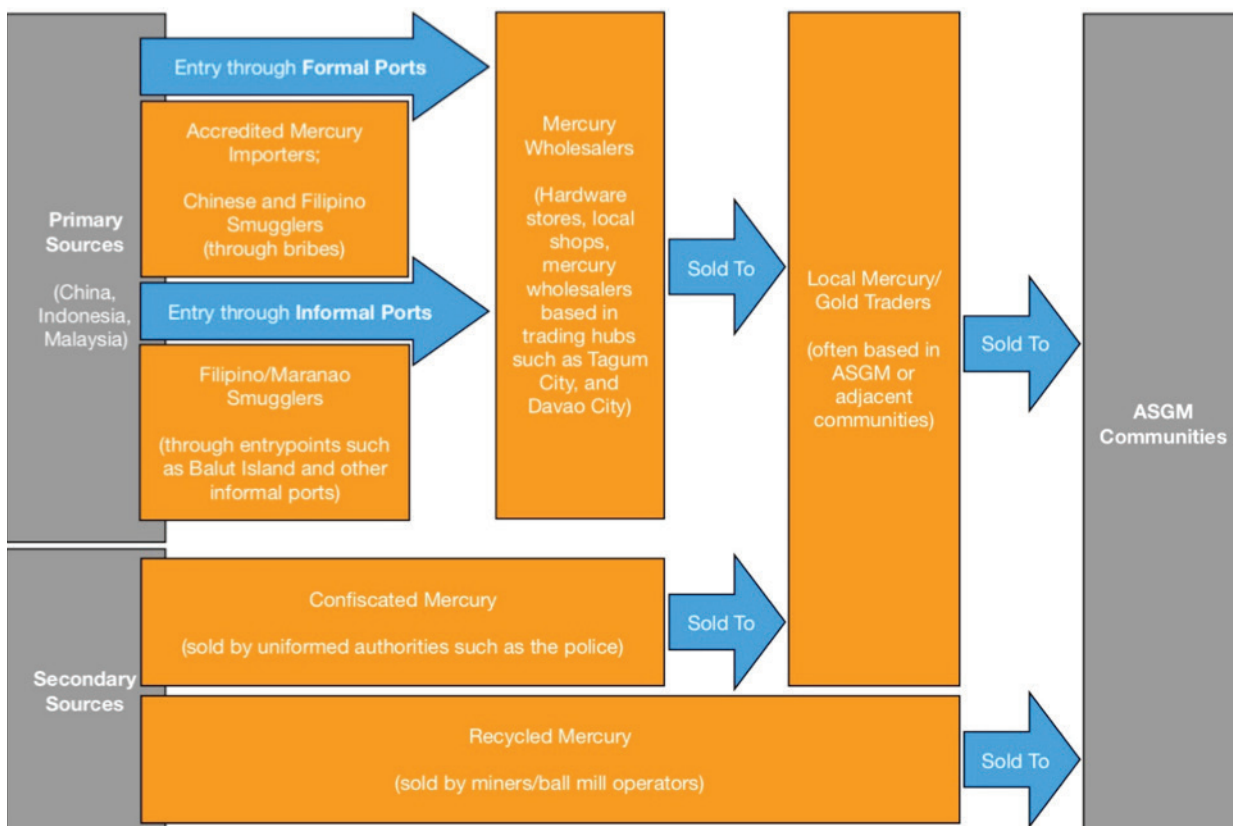 Primary
Sources
(China,
Indonesia,
Malaysia)
Entry through Formal Ports
Accredited Mercury
Importers;
Chinese and Filipino
Smugglers
(through bribes)
Entry through Informal Ports
Filipino/Maranao
Smugglers
(through entrypoints such
as Balut Island and other
informal ports)
Mercury
Wholesalers
(Hardware
stores, local
shops,
mercury
wholesalers
based in
trading hubs
such as Tagum
City, and
Davao City)
Sold To
Local Mercury/
Gold Traders
(often based in
ASGM or
adjacent
communities)
Sold To
ASGM
Communities
Secondary
Sources
Confiscated Mercury
(sold by uniformed authorities such as the police)
Sold To
Recycled Mercury
(sold by miners/ball mill operators)
Sold To